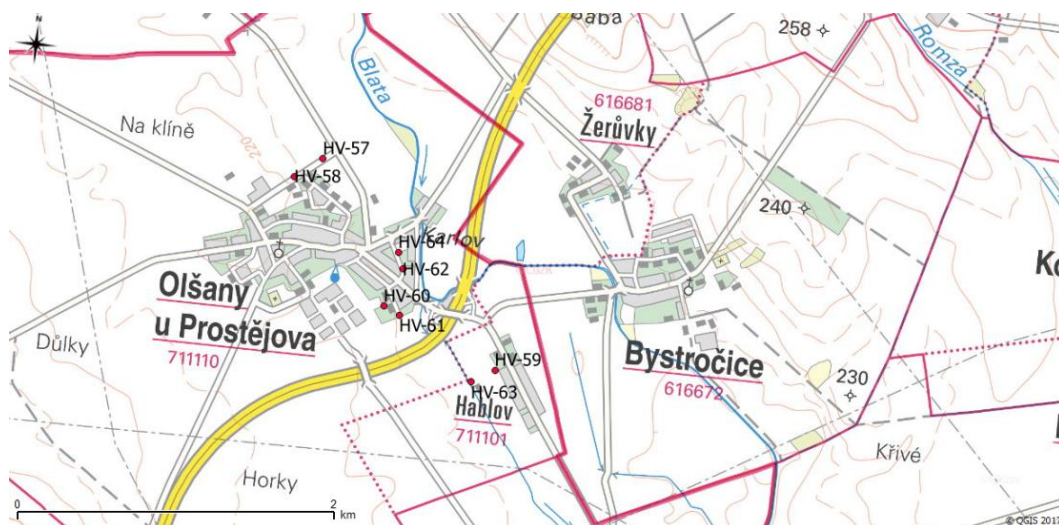 Baba
258
Romza
Blata
616681
Žerůvky
Na klíně
220
HV-57
HV-58
240
HV-64
HV-62
Olšany
u Prostějova
711110
HV-60
HV-61
Bystročice
616672
Důlky
HV-59
HV-63
230
Hablov
711101
Křivé
Horky
0
2
km
© QGIS 201